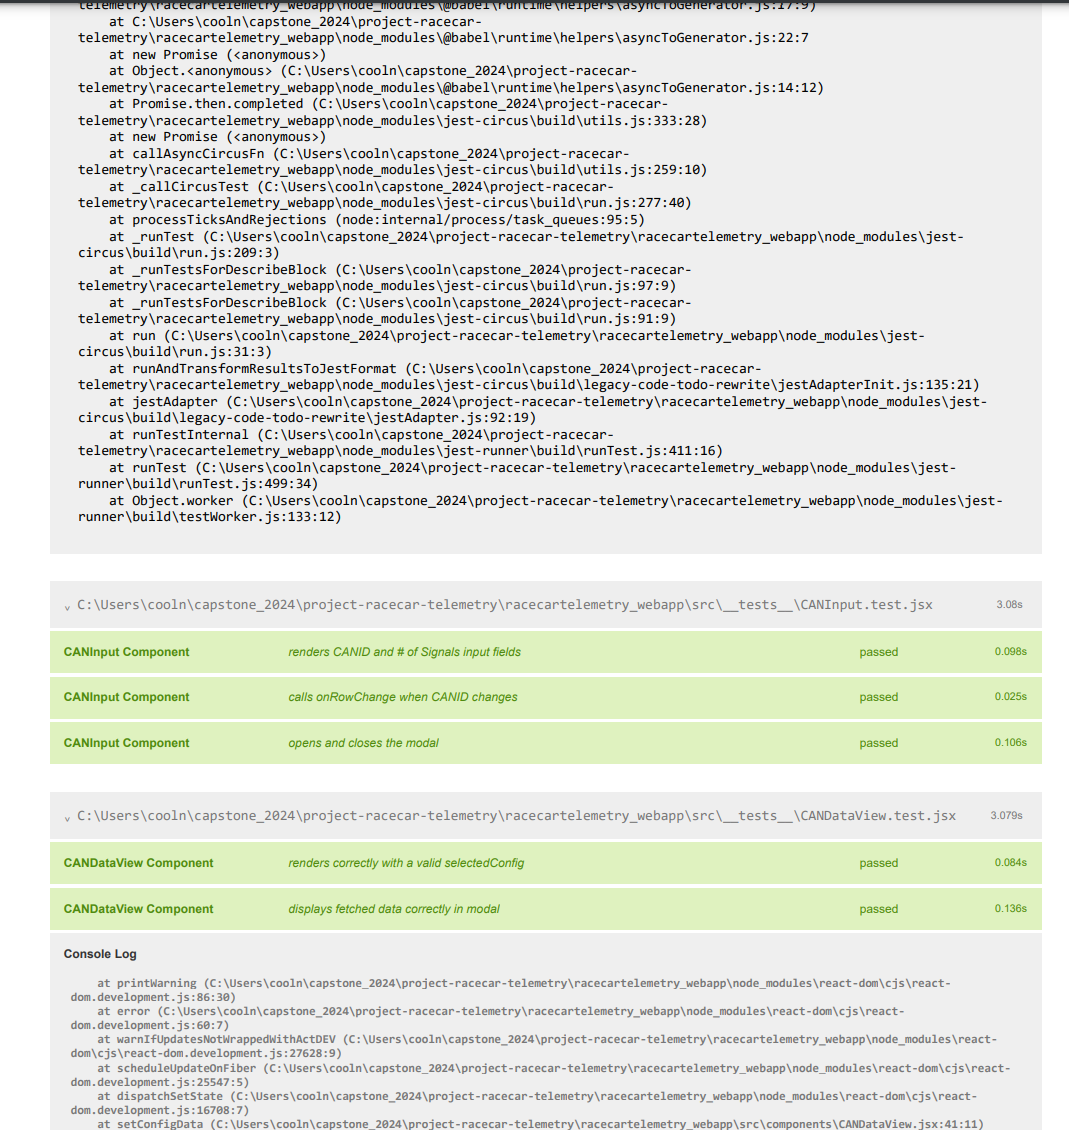 telemetry\racecartelemetry_webapp\node_modules\@babel\runtime\helpers\asyncToGenerator.js:17:9)
at C:\Users\cooln\capstone_2024\project-racecar-
telemetry\racecartelemetry_webapp\node_modules\@babel\runtime\helpers\asyncToGenerator.js:22:7
at new Promise (<anonymous>)
at Object.<anonymous> (C:\Users\cooln\capstone_2024\project-racecar-
telemetry\racecartelemetry_webapp\node_modules\@babel\runtime\helpers\asyncToGenerator.js:14:12)
at Promise.then.completed (C:\Users\cooln\capstone_2024\project-racecar-
telemetry\racecartelemetry_webapp\node_modules\jest-circus\build\utils.js:333:28)
at new Promise (<anonymous>)
at callAsyncCircusFn (C:\Users\cooln\capstone_2024\project-racecar-
telemetry\racecartelemetry_webapp\node_modules\jest-circus\build\utils.js:259:10)
at _callCircusTest (C:\Users\cooln\capstone_2024\project-racecar-
telemetry\racecartelemetry_webapp\node_modules\jest-circus\build\run.js:277:40)
at processTicksAndRejections (node:internal/process/task_queues:95:5)
at _runTest (C:\Users\cooln\capstone_2024\project-racecar-telemetry\racecartelemetry_webapp\node_modules\jest-
circus\build\run.js:209:3)
at _runTestsForDescribeBlock (C:\Users\cooln\capstone_2024\project-racecar-
telemetry\racecartelemetry_webapp\node_modules\jest-circus\build\run.js:97:9)
at _runTestsForDescribeBlock (C:\Users\cooln\capstone_2024\project-racecar-
telemetry\racecartelemetry_webapp\node_modules\jest-circus\build\run.js:91:9)
at run (C:\Users\cooln\capstone_2024\project-racecar-telemetry\racecartelemetry_webapp\node_modules\jest-
circus\build\run.js:31:3)
at runAndTransformResultsToJestFormat (C:\Users\cooln\capstone_2024\project-racecar-
telemetry\racecartelemetry_webapp\node_modules\jest-circus\build\legacy-code-todo-rewrite\jestAdapterInit.js:135:21)
at jestAdapter (C:\Users\cooln\capstone_2024\project-racecar-telemetry\racecartelemetry_webapp\node_modules\jest-
circus\build\legacy-code-todo-rewrite\jestAdapter.js:92:19)
at runTestInternal (C:\Users\cooln\capstone_2024\project-racecar-
telemetry\racecartelemetry_webapp\node_modules\jest-runner\build\runTest.js:411:16)
at runTest (C:\Users\cooln\capstone_2024\project-racecar-telemetry\racecartelemetry_webapp\node_modules\jest-
runner\build\runTest.js:499:34)
at Object.worker (C:\Users\cooln\capstone_2024\project-racecar-telemetry\racecartelemetry_webapp\node_modules\jest-
runner\build\testWorker.js:133:12)
C:\Users\cooln\capstone_2024\project-racecar-telemetry\racecartelemetry_webapp\src\__tests__\CANInput.test.jsx 3.08s
CANInput Component renders CANID and # of Signals input fields passed 0.098s
CANInput Component calls onRowChange when CANID changes passed 0.025s
CANInput Component opens and closes the modal passed 0.106s
C:\Users\cooln\capstone_2024\project-racecar-telemetry\racecartelemetry_webapp\src\__tests__\CANDataView.test.jsx 3.079s
CANDataView Component renders correctly with a valid selectedConfig passed 0.084s
CANDataView Component displays fetched data correctly in modal passed 0.136s
Console Log
at printWarning (C:\Users\cooln\capstone_2024\project-racecar-telemetry\racecartelemetry_webapp\node_modules\react-dom\cjs\react-
dom.development.js:86:30)
at error (C:\Users\cooln\capstone_2024\project-racecar-telemetry\racecartelemetry_webapp\node_modules\react-dom\cjs\react-
dom.development.js:60:7)
at warnIfUpdatesNotWrappedWithActDEV (C:\Users\cooln\capstone_2024\project-racecar-telemetry\racecartelemetry_webapp\node_modules\react-
dom\cjs\react-dom.development.js:27628:9)
at scheduleUpdateOnFiber (C:\Users\cooln\capstone_2024\project-racecar-telemetry\racecartelemetry_webapp\node_modules\react-dom\cjs\react-
dom.development.js:25547:5)
at dispatchSetState (C:\Users\cooln\capstone_2024\project-racecar-telemetry\racecartelemetry_webapp\node_modules\react-dom\cjs\react-
dom.development.js:16708:7)
at setConfigData (C:\Users\cooln\capstone_2024\project-racecar-telemetry\racecartelemetry_webapp\src\components\CANDataView.jsx:41:11)